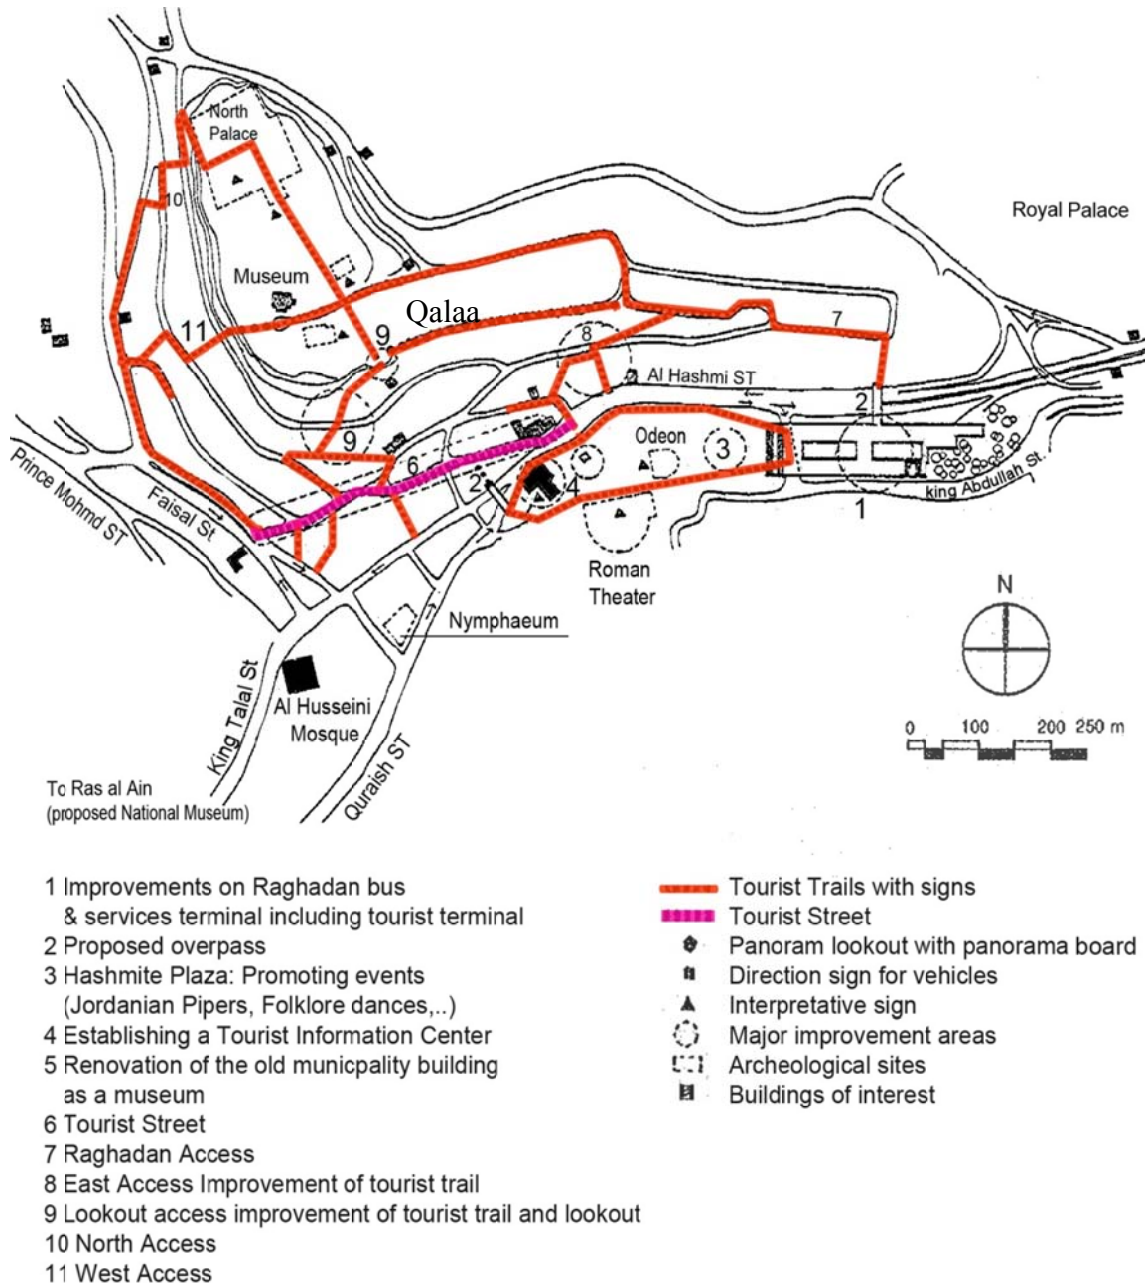 North
Palace
Royal Palace
10
Museum
11
Qalaa
9
8
7
Al Hashmi ST
2
9
6
2
4
Odeon
3
king Abdullah St.
1
Prince Mohmd ST
Faisal St
Roman
Theater
Nymphaeum
N
King Talal St
Al Husseini
Mosque
Quraish ST
0 100 200 250 m
To Ras al Ain
(proposed National Museum)
1 Improvements on Raghadan bus
& services terminal including tourist terminal
2 Proposed overpass
3 Hashmite Plaza: Promoting events
(Jordanian Pipers, Folklore dances,..)
4 Establishing a Tourist Information Center
5 Renovation of the old municpality building
as a museum
6 Tourist Street
7 Raghadan Access
8 East Access Improvement of tourist trail
9 Lookout access improvement of tourist trail and lookout
10 North Access
11 West Access
Tourist Trails with signs
Tourist Street
Panoram lookout with panorama board
Direction sign for vehicles
Interpretative sign
Major improvement areas
Archeological sites
Buildings of interest